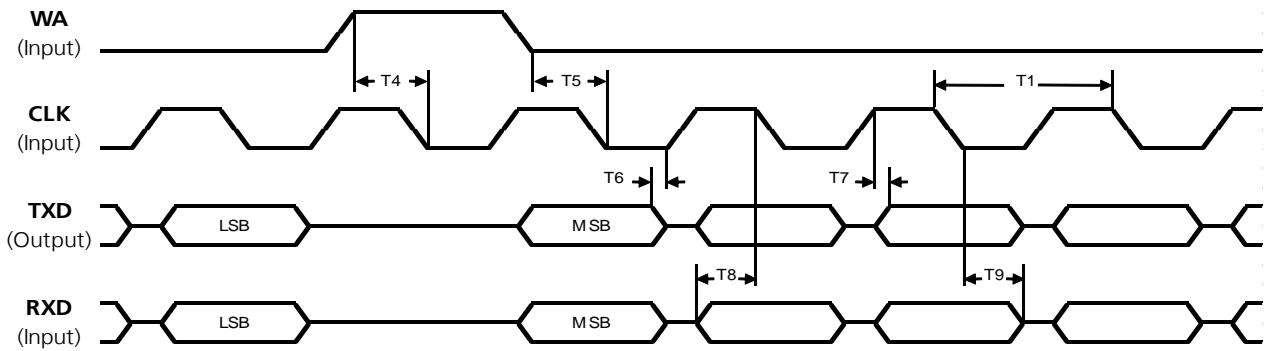 WA
(Input)
T4
T5
T1
CLK
(Input)
T6
T7
TXD
(Output)
LSB
MSB
T8
T9
RXD
(Input)
LSB
MSB